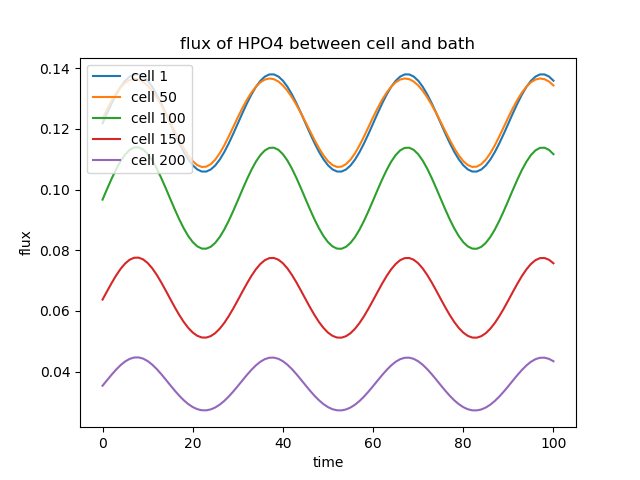 flux of HPO4 between cell and bath
0.14
0.12
0.10
0.08
0.06
0.04
flux
cell 1
cell 50
cell 100
cell 150
cell 200
0
20
40
60
80
100
time